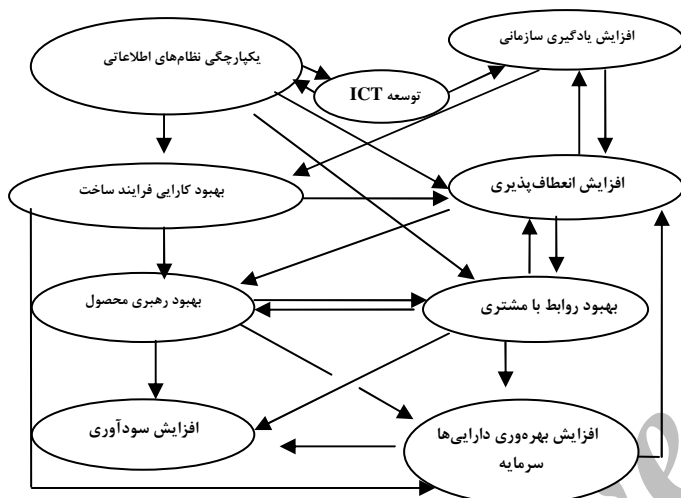 افزایش یادگیری سازمانی
یکپارچگی نظام‌های اطلاعاتی
توسعه ICT
افزایش انعطاف‌پذیری
بهبود کارایی فرایند ساخت
بهبود روابط با مشتری
بهبود رهبری محصول
افزایش بهره‌وری دارایی‌ها
سرمایه
افزایش سودآوری